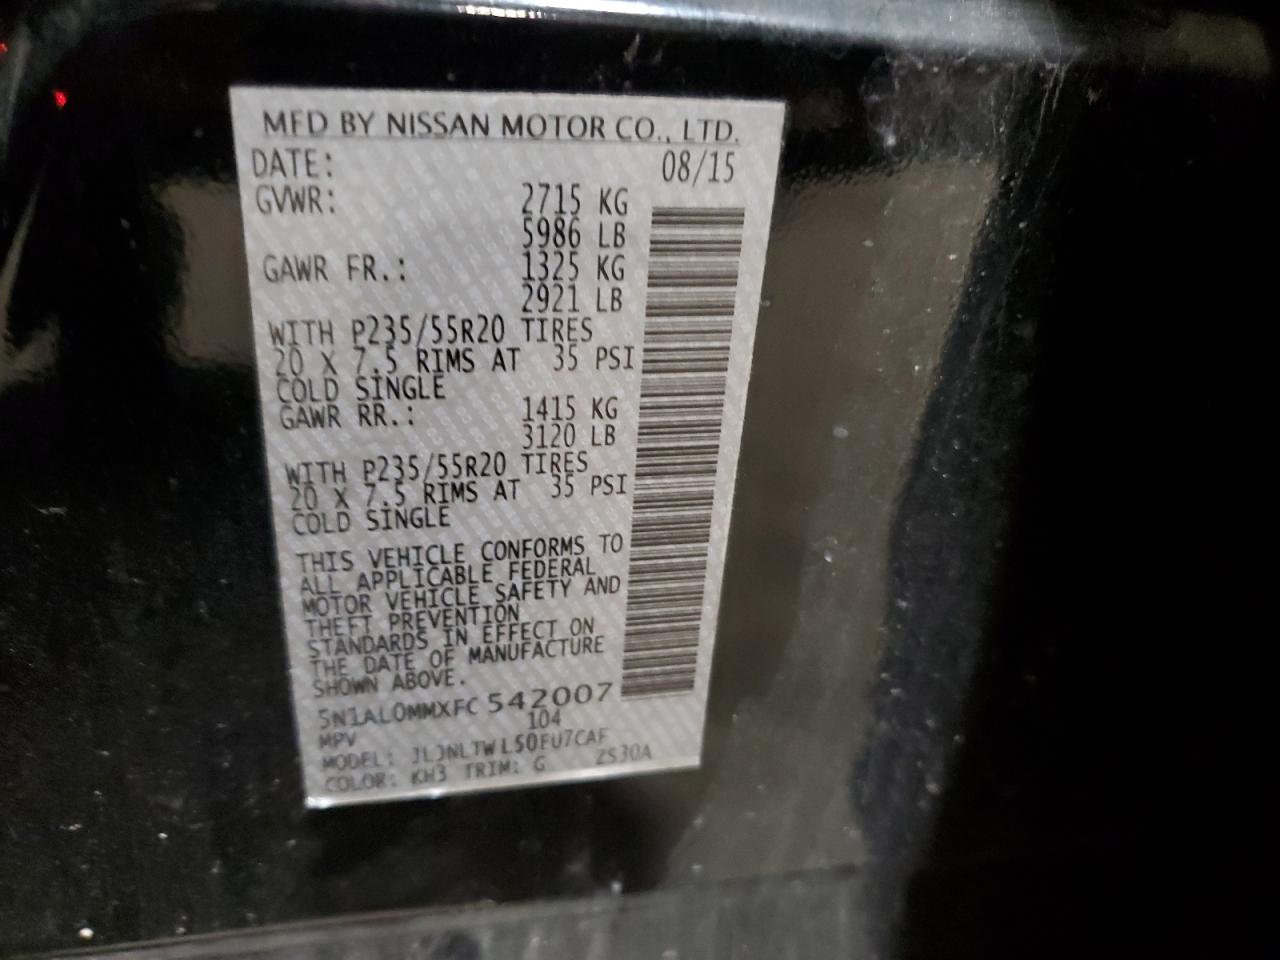 MFD BY NISSAN MOTOR CO., LTD.
DATE: 08/15
GVWR: 2715 KG
5986 LB
GAWR FR.: 1325 KG
2921 LB
WITH P235/55R20 TIRES
20 X 7.5 RIMS AT 35 PSI
COLD SINGLE
GAWR RR.: 1415 KG
3120 LB
WITH P235/55R20 TIRES
20 X 7.5 RIMS AT 35 PSI
COLD SINGLE
THIS VEHICLE CONFORMS TO
ALL APPLICABLE FEDERAL
MOTOR VEHICLE SAFETY AND
THEFT PREVENTION
STANDARDS IN EFFECT ON
THE DATE OF MANUFACTURE
SHOWN ABOVE.
5N1AL0MMXFC 542007
MPV 104
MODEL:
COLOR: KH3 TRIM: G ZS30A